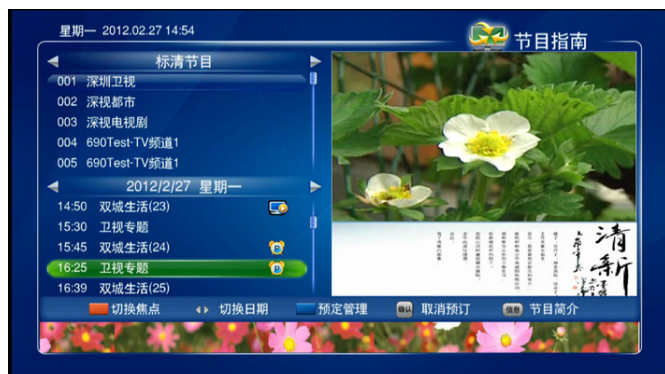 星期一 2012.02.27 14:54
节目指南
标清节目
001 深圳卫视
002 深视都市
003 深视电视剧
004 690Test-TV频道1
005 690Test-TV频道1
2012/2/27 星期一
14:50 双城生活(23)
15:30 卫视专题
15:45 双城生活(24)
16:25 卫视专题
16:39 双城生活(25)
清新
切换焦点 切换日期 预定管理 确认 取消预订 信息 节目简介